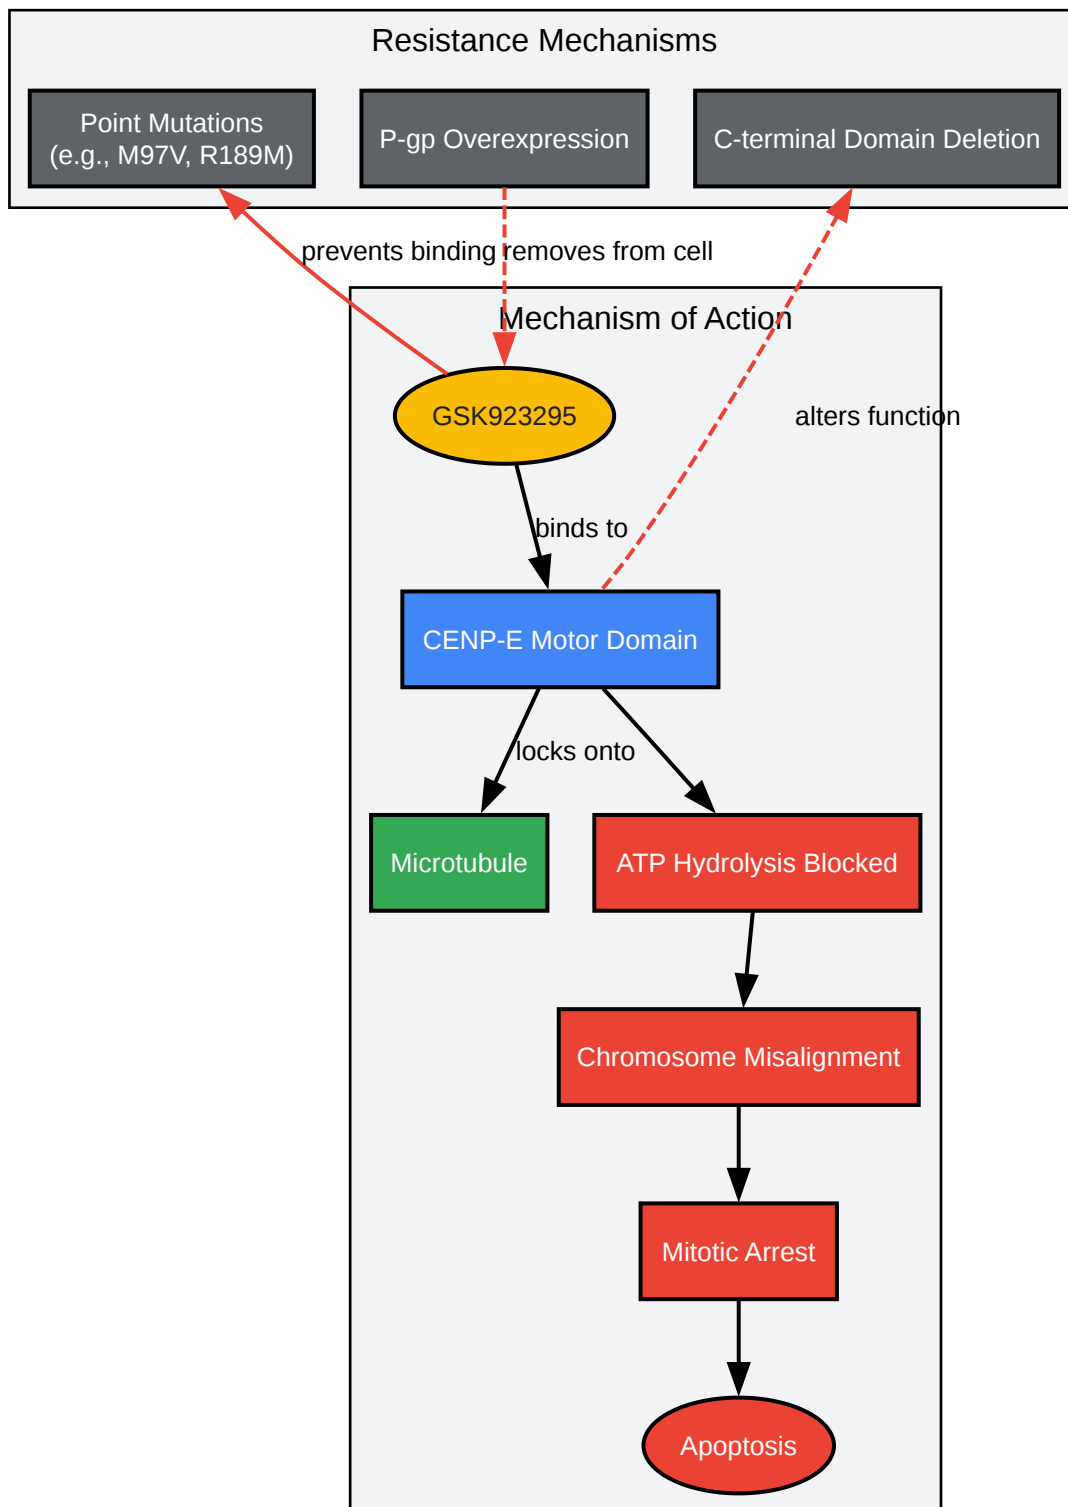 Resistance Mechanisms
Point Mutations
(e.g., M97V, R189M)
P-gp Overexpression
C-terminal Domain Deletion
prevents binding
removes from cell
Mechanism of Action
GSK923295
alters function
binds to
CENP-E Motor Domain
locks onto
Microtubule
ATP Hydrolysis Blocked
Chromosome Misalignment
Mitotic Arrest
Apoptosis